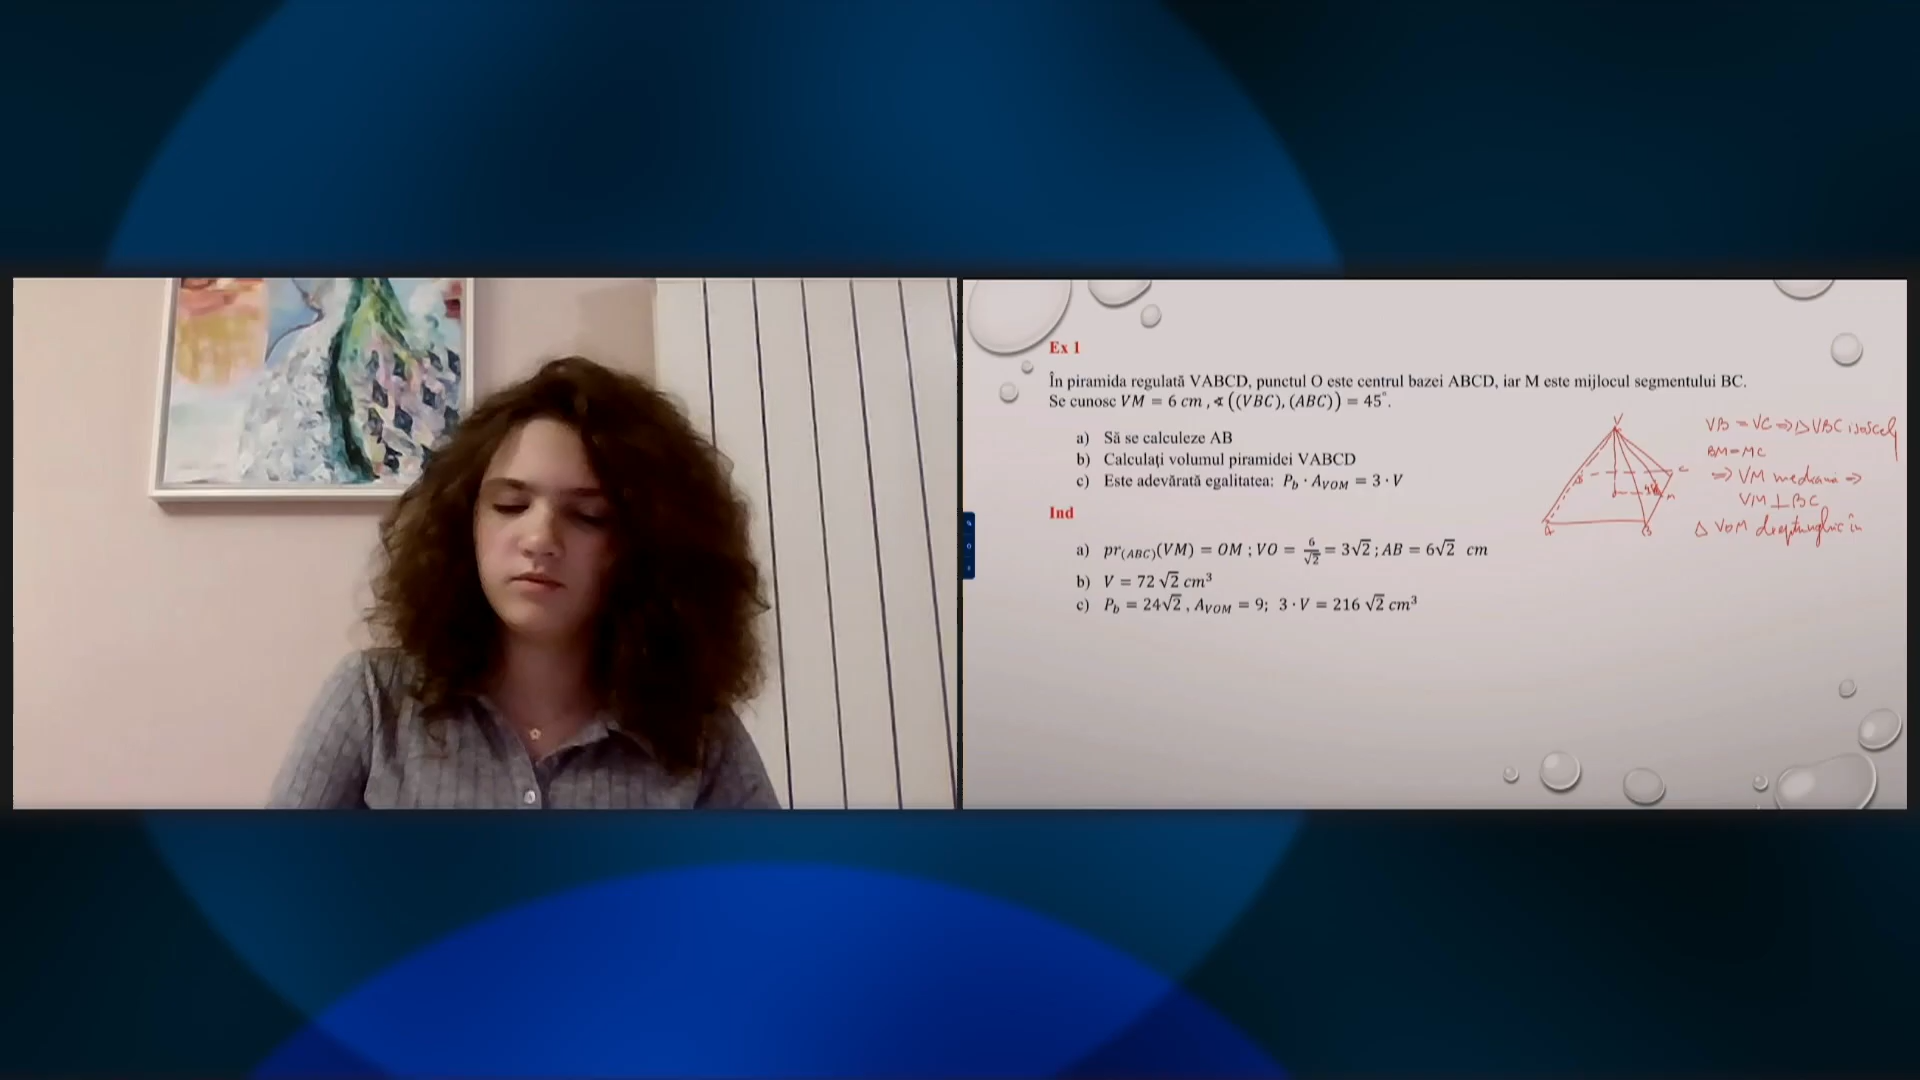 Ex 1
În piramida regulată VABCD, punctul O este centrul bazei ABCD, iar M este mijlocul segmentului BC.
Se cunosc VM = 6 cm , ∢ ((VBC), (ABC)) = 45°.
a) Să se calculeze AB
b) Calculați volumul piramidei VABCD
c) Este adevărată egalitatea: P_b · A_VOM = 3 · V
Ind
a) pr_(ABC)(VM) = OM ; VO = 6/√2 = 3√2 ; AB = 6√2 cm
b) V = 72 √2 cm³
c) P_b = 24√2 , A_VOM = 9; 3 · V = 216 √2 cm³
V
C
M
A
B
VB = VC ⇒ △ VBC isoscel
BM = MC
⇒ VM mediană ⇒
VM ⊥ BC
△ VOM dreptunghic în